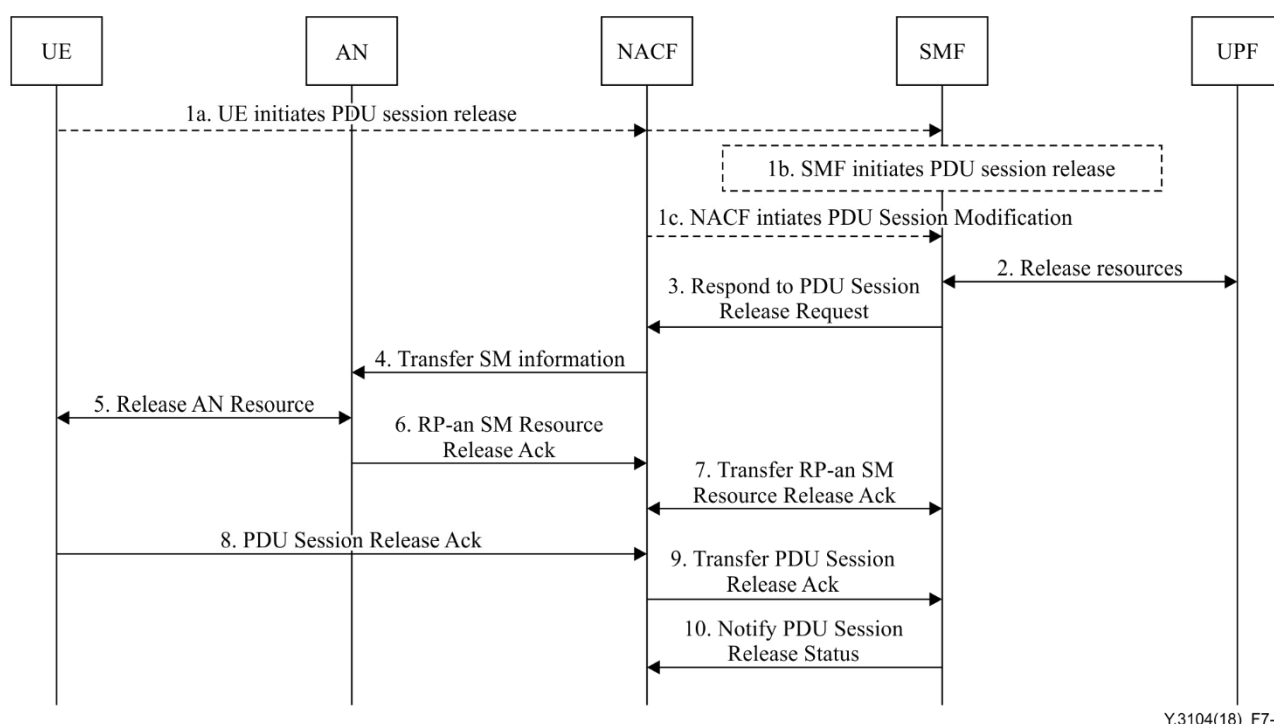 UE
AN
NACF
SMF
UPF
1a. UE initiates PDU session release
1b. SMF initiates PDU session release
1c. NACF intiates PDU Session Modification
2. Release resources
3. Respond to PDU Session
Release Request
4. Transfer SM information
5. Release AN Resource
6. RP-an SM Resource
Release Ack
7. Transfer RP-an SM
Resource Release Ack
8. PDU Session Release Ack
9. Transfer PDU Session
Release Ack
10. Notify PDU Session
Release Status
Y.3104(18)_F7-